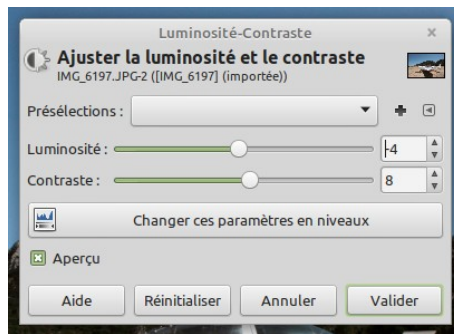 Luminosité-Contraste
Ajuster la luminosité et le contraste
IMG_6197.JPG-2 ([IMG_6197] (importée))
Présélections :
Luminosité : -4
Contraste : 8
Changer ces paramètres en niveaux
Aperçu
Aide Réinitialiser Annuler Valider